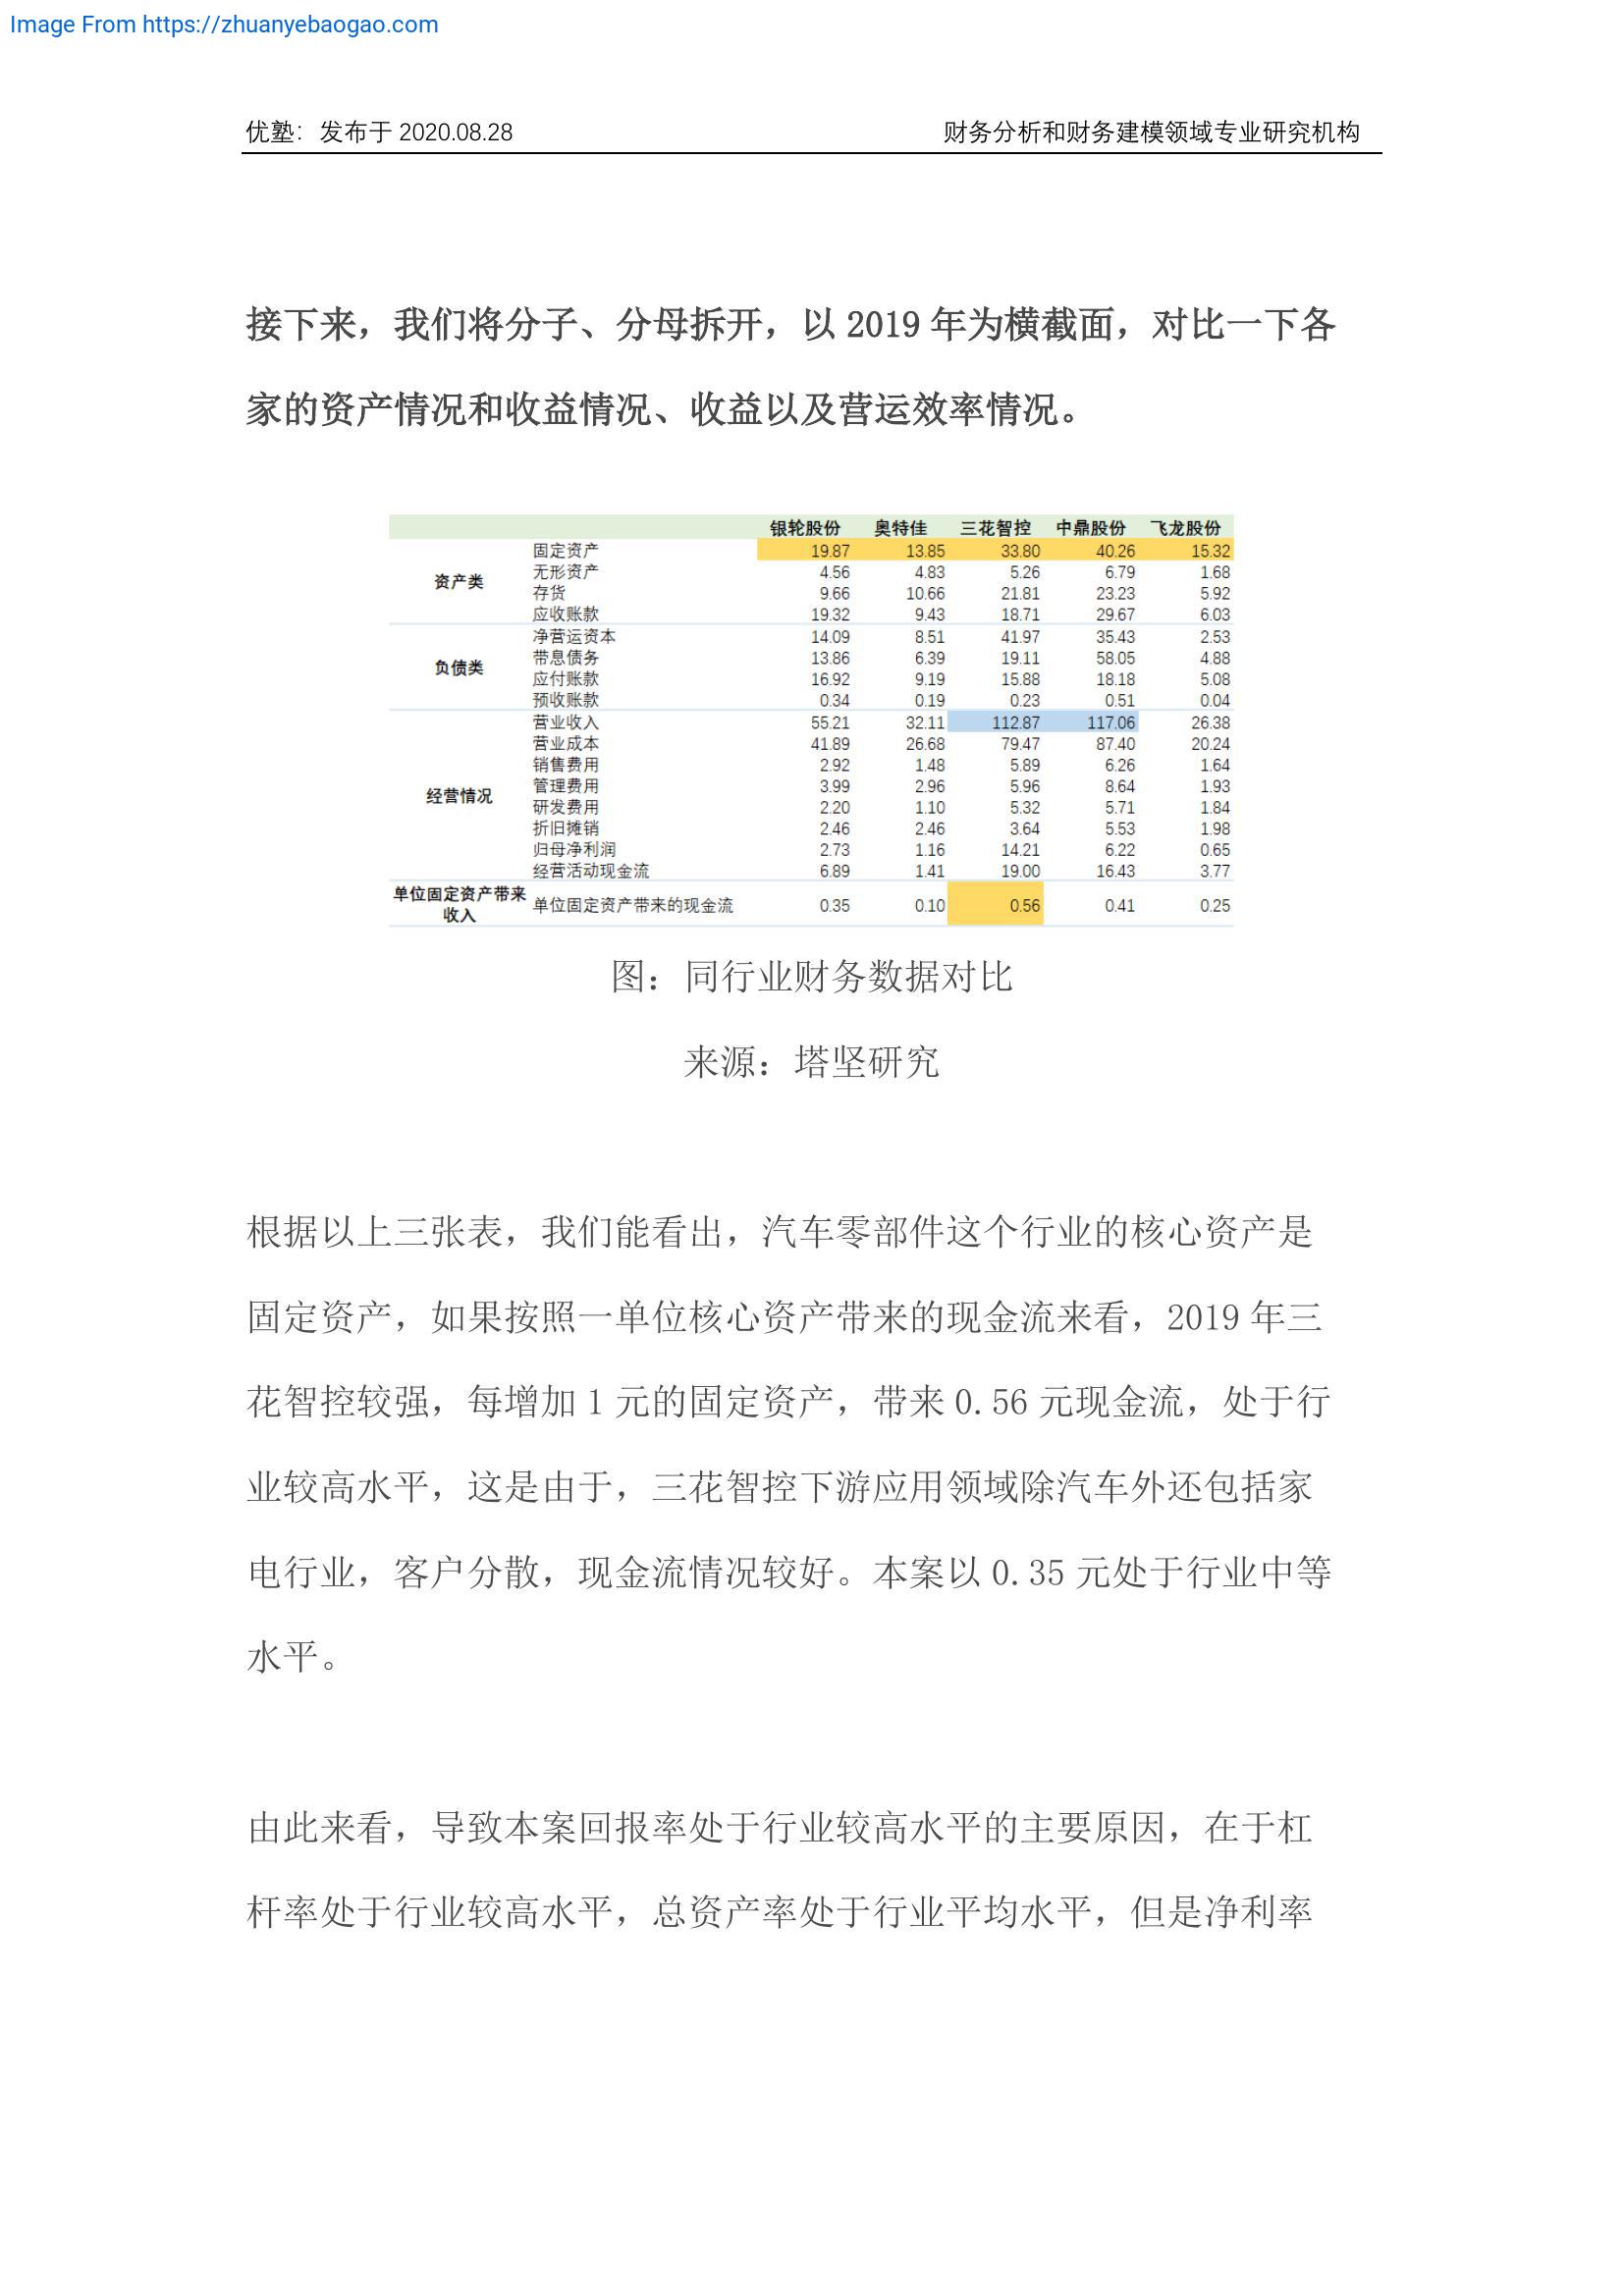 Image From https://zhuanyebaogao.com
优塾：发布于 2020.08.28 财务分析和财务建模领域专业研究机构
接下来，我们将分子、分母拆开，以 2019 年为横截面，对比一下各
家的资产情况和收益情况、收益以及营运效率情况。
银轮股份 奥特佳 三花智控 中鼎股份 飞龙股份
资产类
固定资产 19.87 13.85 33.80 40.26 15.32
无形资产 4.56 4.83 5.26 6.79 1.68
存货 9.66 10.66 21.81 23.23 5.92
应收账款 19.32 9.43 18.71 29.67 6.03
负债类
净营运资本 14.09 8.51 41.97 35.43 2.53
带息债务 13.86 6.39 19.11 58.05 4.88
应付账款 16.92 9.19 15.88 18.18 5.08
预收账款 0.34 0.19 0.23 0.51 0.04
经营情况
营业收入 55.21 32.11 112.87 117.06 26.38
营业成本 41.89 26.68 79.47 87.40 20.24
销售费用 2.92 1.48 5.89 6.26 1.64
管理费用 3.99 2.96 5.96 8.64 1.93
研发费用 2.20 1.10 5.32 5.71 1.84
折旧摊销 2.46 2.46 3.64 5.53 1.98
归母净利润 2.73 1.16 14.21 6.22 0.65
经营活动现金流 6.89 1.41 19.00 16.43 3.77
单位固定资产带来
收入
单位固定资产带来的现金流 0.35 0.10 0.56 0.41 0.25
图：同行业财务数据对比
来源：塔坚研究
根据以上三张表，我们能看出，汽车零部件这个行业的核心资产是
固定资产，如果按照一单位核心资产带来的现金流来看，2019 年三
花智控较强，每增加 1 元的固定资产，带来 0.56 元现金流，处于行
业较高水平，这是由于，三花智控下游应用领域除汽车外还包括家
电行业，客户分散，现金流情况较好。本案以 0.35 元处于行业中等
水平。
由此来看，导致本案回报率处于行业较高水平的主要原因，在于杠
杆率处于行业较高水平，总资产率处于行业平均水平，但是净利率